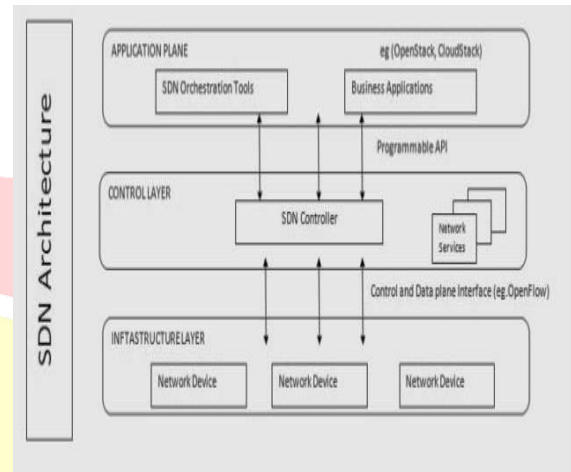 SDN Architecture
APPLICATION PLANE
eg (OpenStack, CloudStack)
SDN Orchestration Tools
Business Applications
Programmable API
CONTROL LAYER
SDN Controller
Network
Services
Control and Data plane Interface (eg.OpenFlow)
INFTASTRUCTURE LAYER
Network Device
Network Device
Network Device